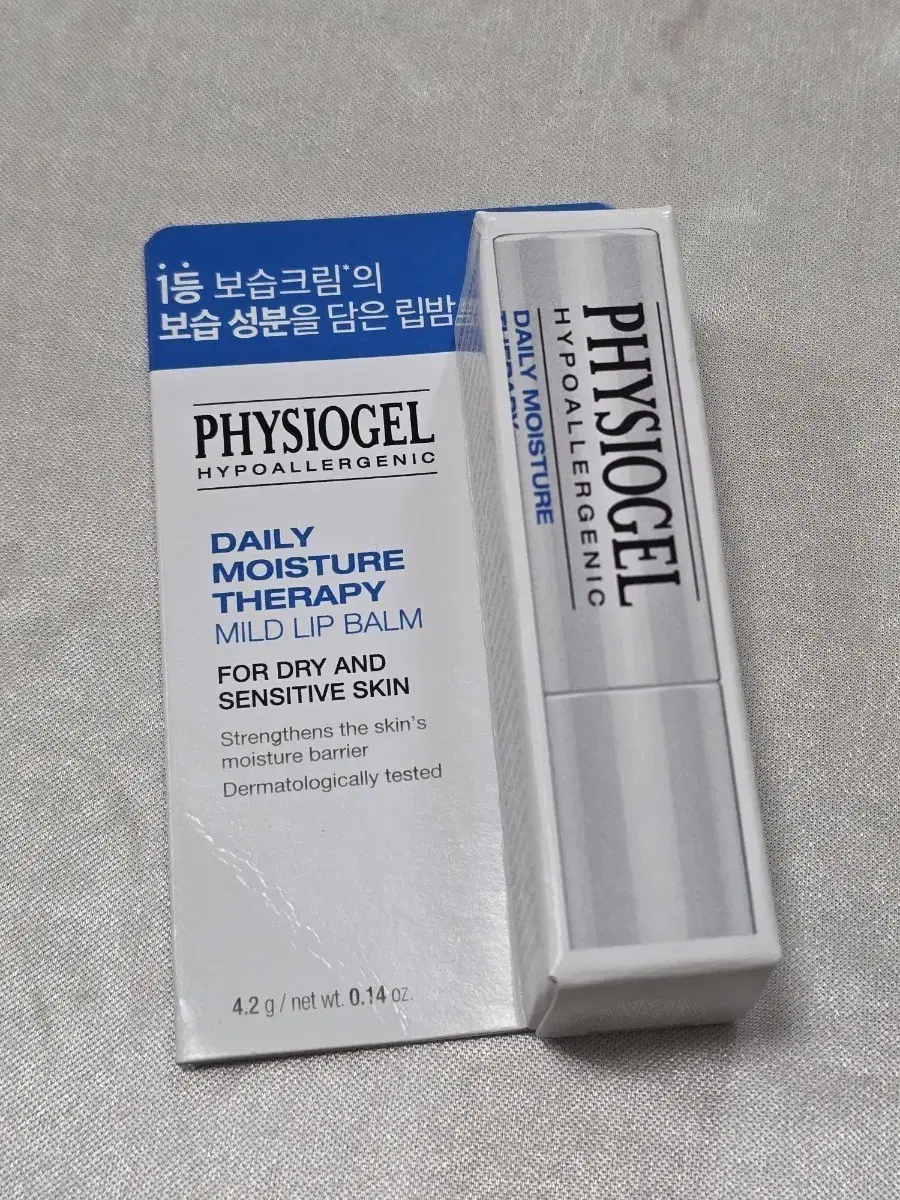 1등 보습크림*의
보습 성분을 담은 립밤
PHYSIOGEL
HYPOALLERGENIC
DAILY
MOISTURE
THERAPY
MILD LIP BALM
FOR DRY AND
SENSITIVE SKIN
Strengthens the skin's
moisture barrier
Dermatologically tested
4.2 g / net wt. 0.14 oz.
PHYSIOGEL
HYPOALLERGENIC
DAILY MOISTURE
THERAPY